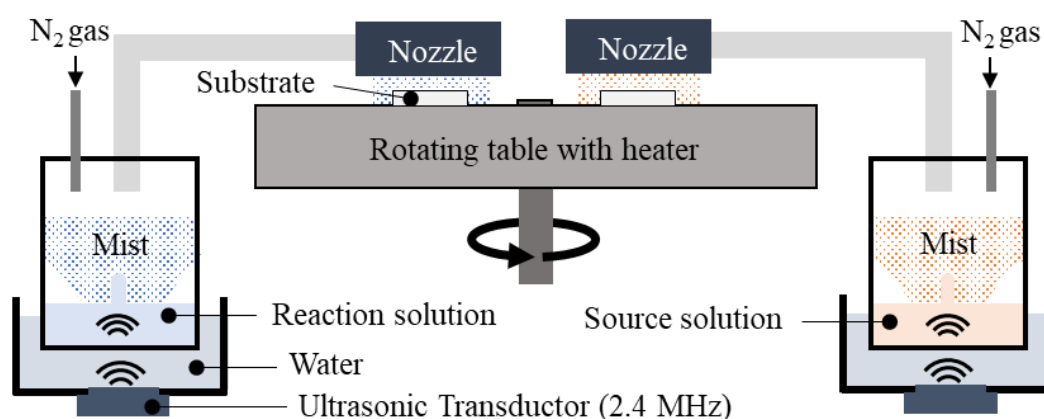 N2 gas
Nozzle
Nozzle
N2 gas
Substrate
Rotating table with heater
Mist
Mist
Reaction solution
Source solution
Water
Ultrasonic Transductor (2.4 MHz)